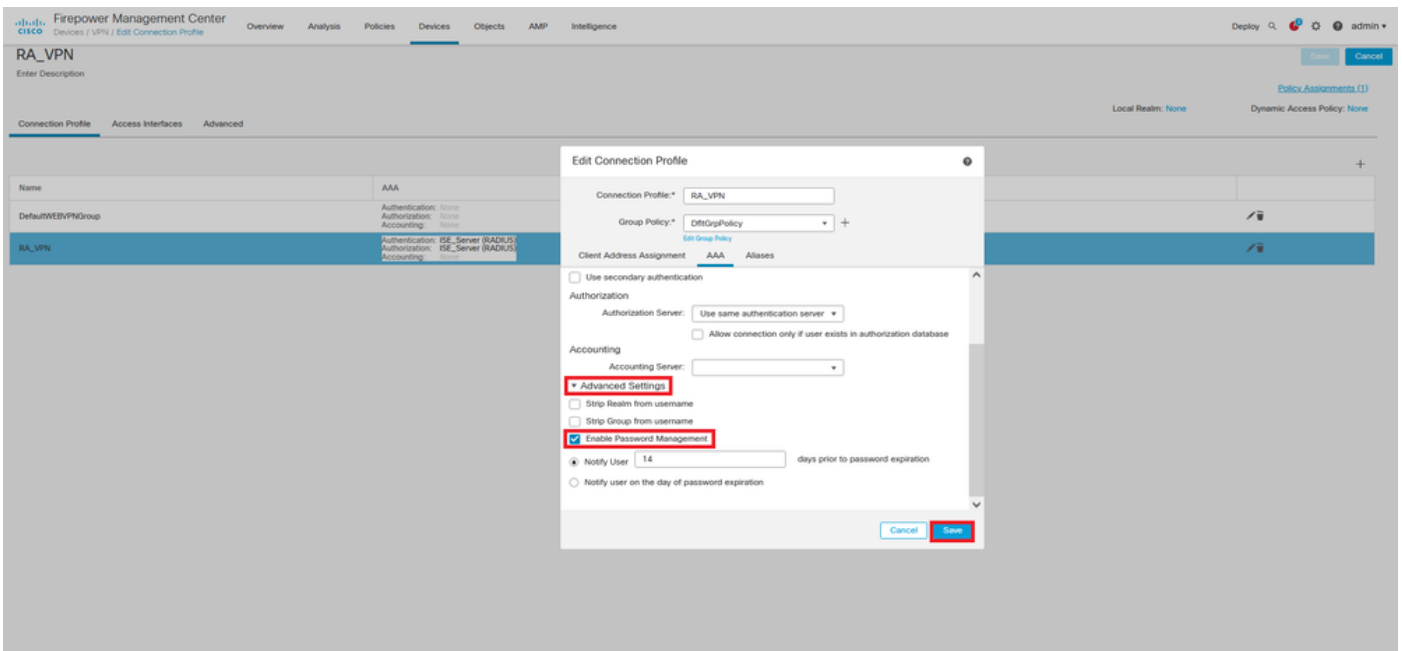 cisco
Firepower Management Center
Devices / VPN / Edit Connection Profile
Overview Analysis Policies Devices Objects AMP Intelligence
Deploy admin
RA_VPN
Enter Description
Save Cancel
Policy Assignments (1)
Local Realm: None Dynamic Access Policy: None
Connection Profile Access Interfaces Advanced
Name AAA
DefaultWEBVPNGroup
Authentication: None
Authorization: None
Accounting: None
RA_VPN
Authentication: ISE_Server (RADIUS)
Authorization: ISE_Server (RADIUS)
Accounting: None
Edit Connection Profile
Connection Profile:* RA_VPN
Group Policy:* DfltGrpPolicy
Edit Group Policy
Client Address Assignment AAA Aliases
Use secondary authentication
Authorization
Authorization Server: Use same authentication server
Allow connection only if user exists in authorization database
Accounting
Accounting Server:
Advanced Settings
Strip Realm from username
Strip Group from username
Enable Password Management
Notify User 14 days prior to password expiration
Notify user on the day of password expiration
Cancel Save